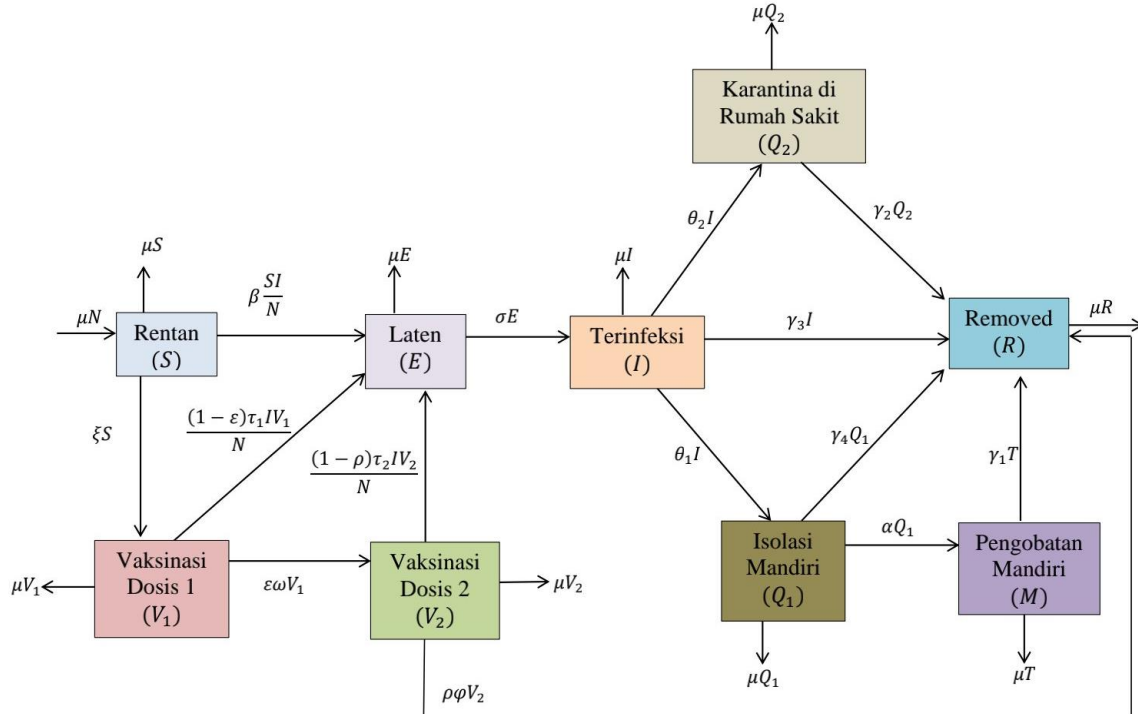 μQ₂
Karantina di
Rumah Sakit
(Q₂)
θ₂I
γ₂Q₂
μS
μE
μI
μN
Rentan
(S)
β SI/N
Laten
(E)
σE
Terinfeksi
(I)
γ₃I
Removed
(R)
μR
ξS
(1 − ε)τ₁IV₁/N
(1 − ρ)τ₂IV₂/N
θ₁I
γ₄Q₁
γ₁T
μV₁
Vaksinasi
Dosis 1
(V₁)
εωV₁
Vaksinasi
Dosis 2
(V₂)
μV₂
Isolasi
Mandiri
(Q₁)
αQ₁
Pengobatan
Mandiri
(M)
μQ₁
μT
ρφV₂